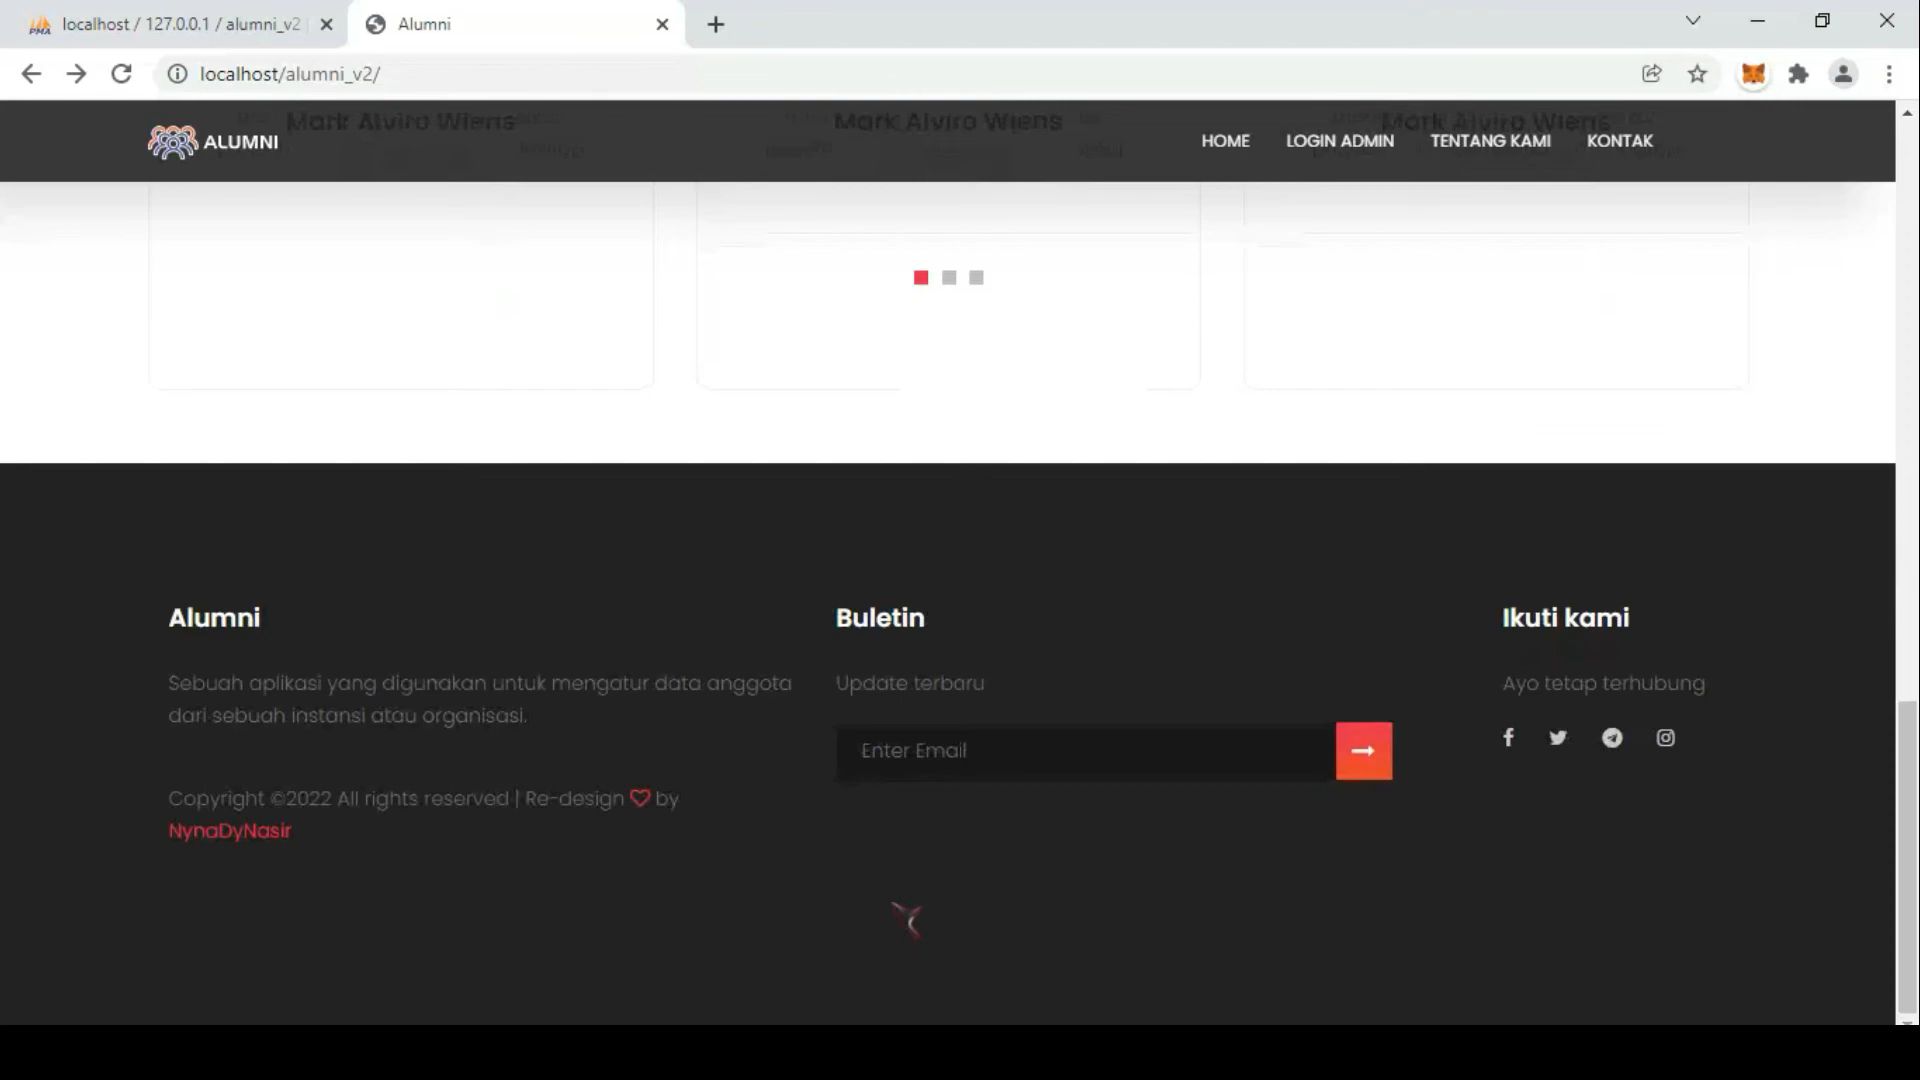 localhost / 127.0.0.1 / alumni_v2
Alumni
localhost/alumni_v2/
Mark Alviro Wiens
Mark Alviro Wiens
Mark Alviro Wiens
ALUMNI
HOME
LOGIN ADMIN
TENTANG KAMI
KONTAK
Alumni
Sebuah aplikasi yang digunakan untuk mengatur data anggota
dari sebuah instansi atau organisasi.
Copyright ©2022 All rights reserved | Re-design by
NynaDyNasir
Buletin
Update terbaru
Enter Email
Ikuti kami
Ayo tetap terhubung